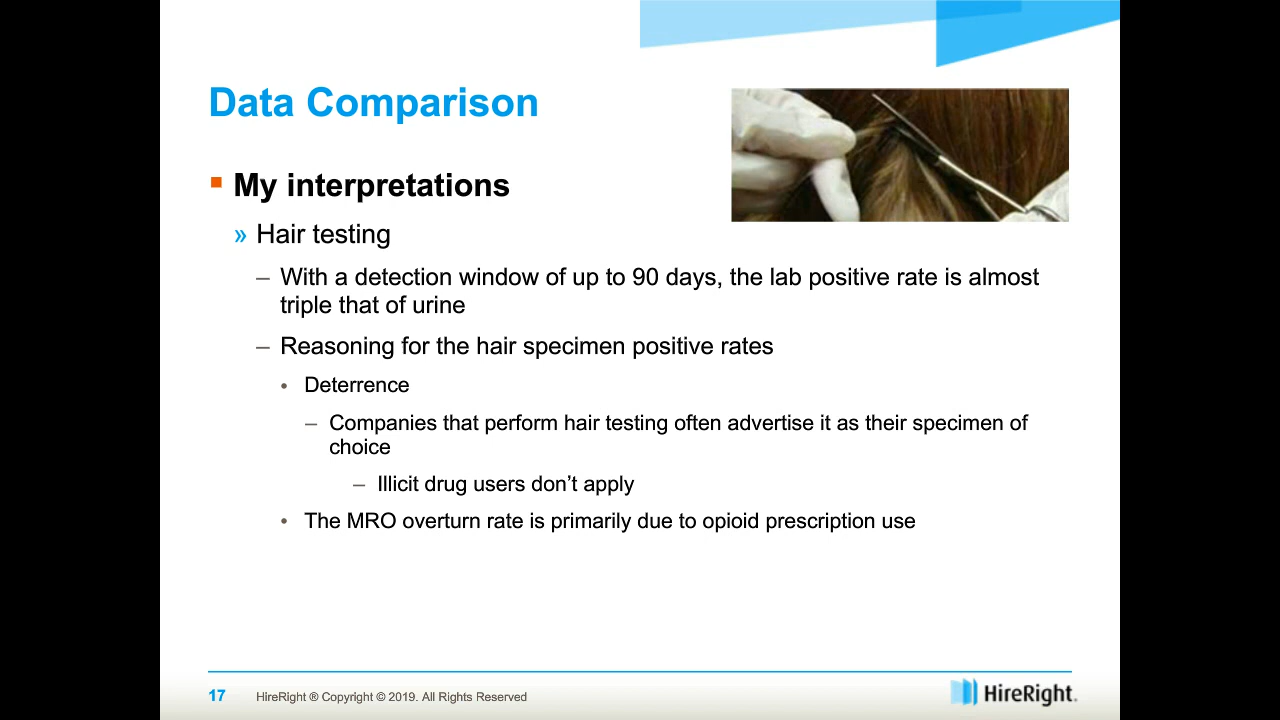 Data Comparison
▪ My interpretations
» Hair testing
– With a detection window of up to 90 days, the lab positive rate is almost
triple that of urine
– Reasoning for the hair specimen positive rates
• Deterrence
– Companies that perform hair testing often advertise it as their specimen of
choice
– Illicit drug users don’t apply
• The MRO overturn rate is primarily due to opioid prescription use
17 HireRight ® Copyright © 2019. All Rights Reserved
HireRight.